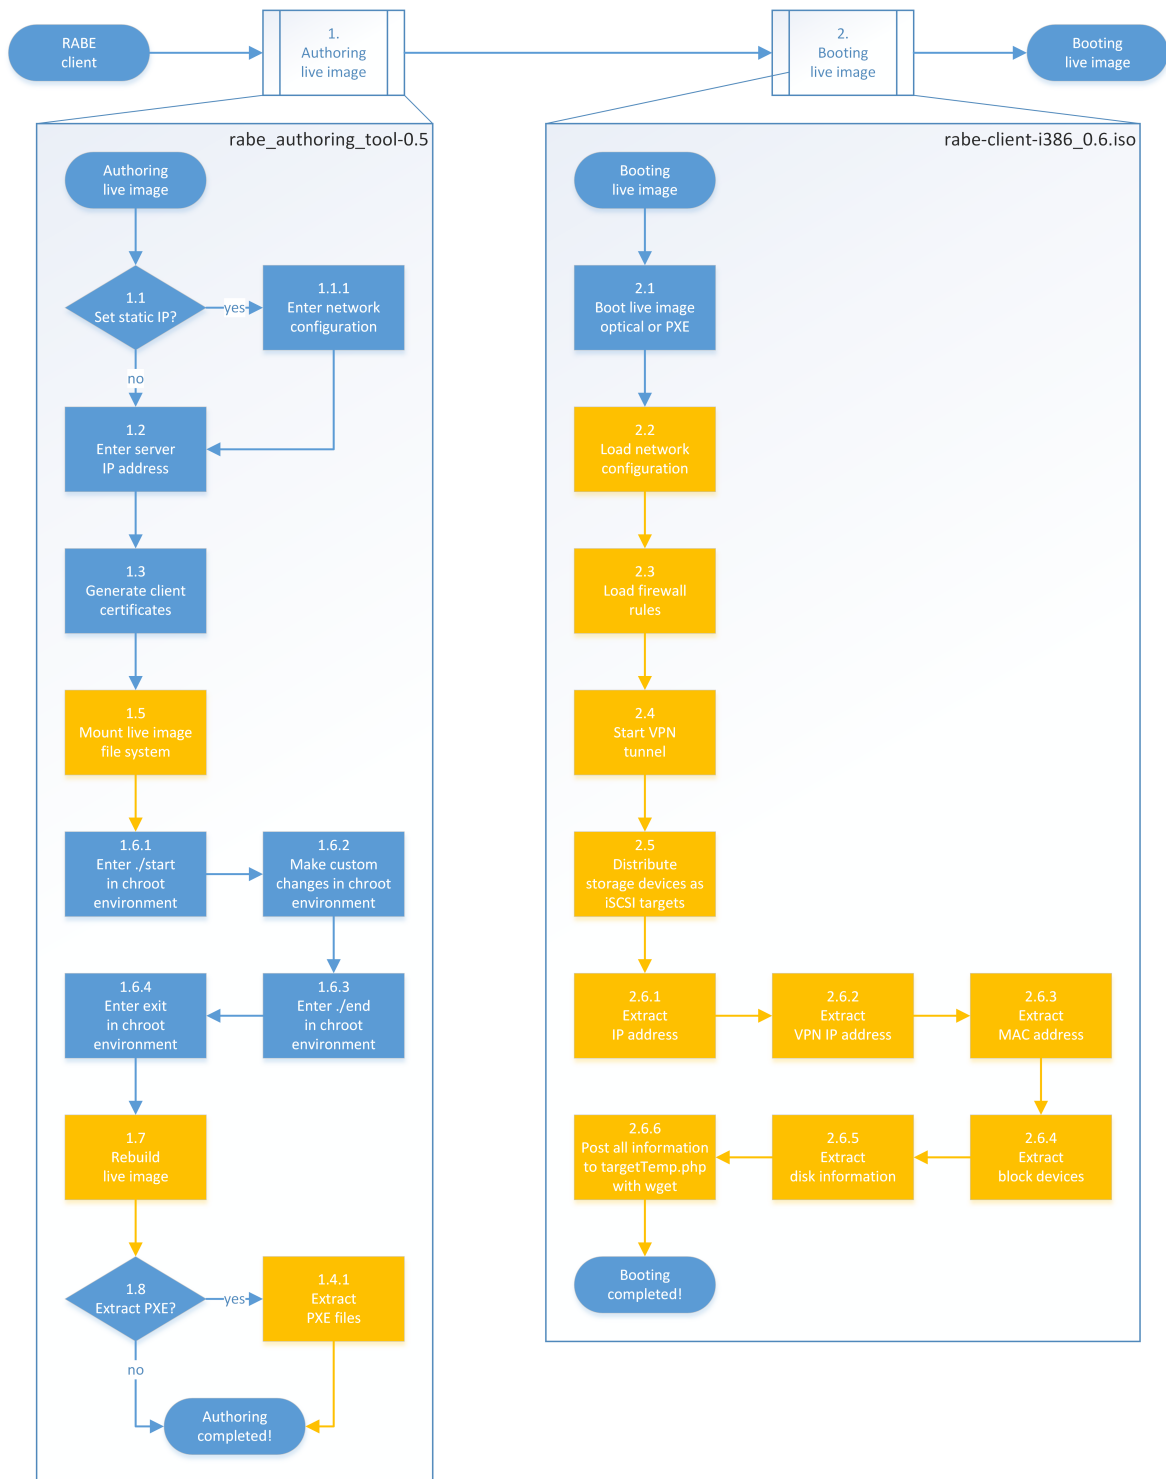 RABE
client
1.
Authoring
live image
2.
Booting
live image
Booting
live image
rabe_authoring_tool-0.5
Authoring
live image
1.1
Set static IP?
yes
1.1.1
Enter network
configuration
no
1.2
Enter server
IP address
1.3
Generate client
certificates
1.5
Mount live image
file system
1.6.1
Enter ./start
in chroot
environment
1.6.2
Make custom
changes in chroot
environment
1.6.4
Enter exit
in chroot
environment
1.6.3
Enter ./end
in chroot
environment
1.7
Rebuild
live image
1.8
Extract PXE?
yes
1.4.1
Extract
PXE files
no
Authoring
completed!
rabe-client-i386_0.6.iso
Booting
live image
2.1
Boot live image
optical or PXE
2.2
Load network
configuration
2.3
Load firewall
rules
2.4
Start VPN
tunnel
2.5
Distribute
storage devices as
iSCSI targets
2.6.1
Extract
IP address
2.6.2
Extract
VPN IP address
2.6.3
Extract
MAC address
2.6.6
Post all information
to targetTemp.php
with wget
2.6.5
Extract
disk information
2.6.4
Extract
block devices
Booting
completed!